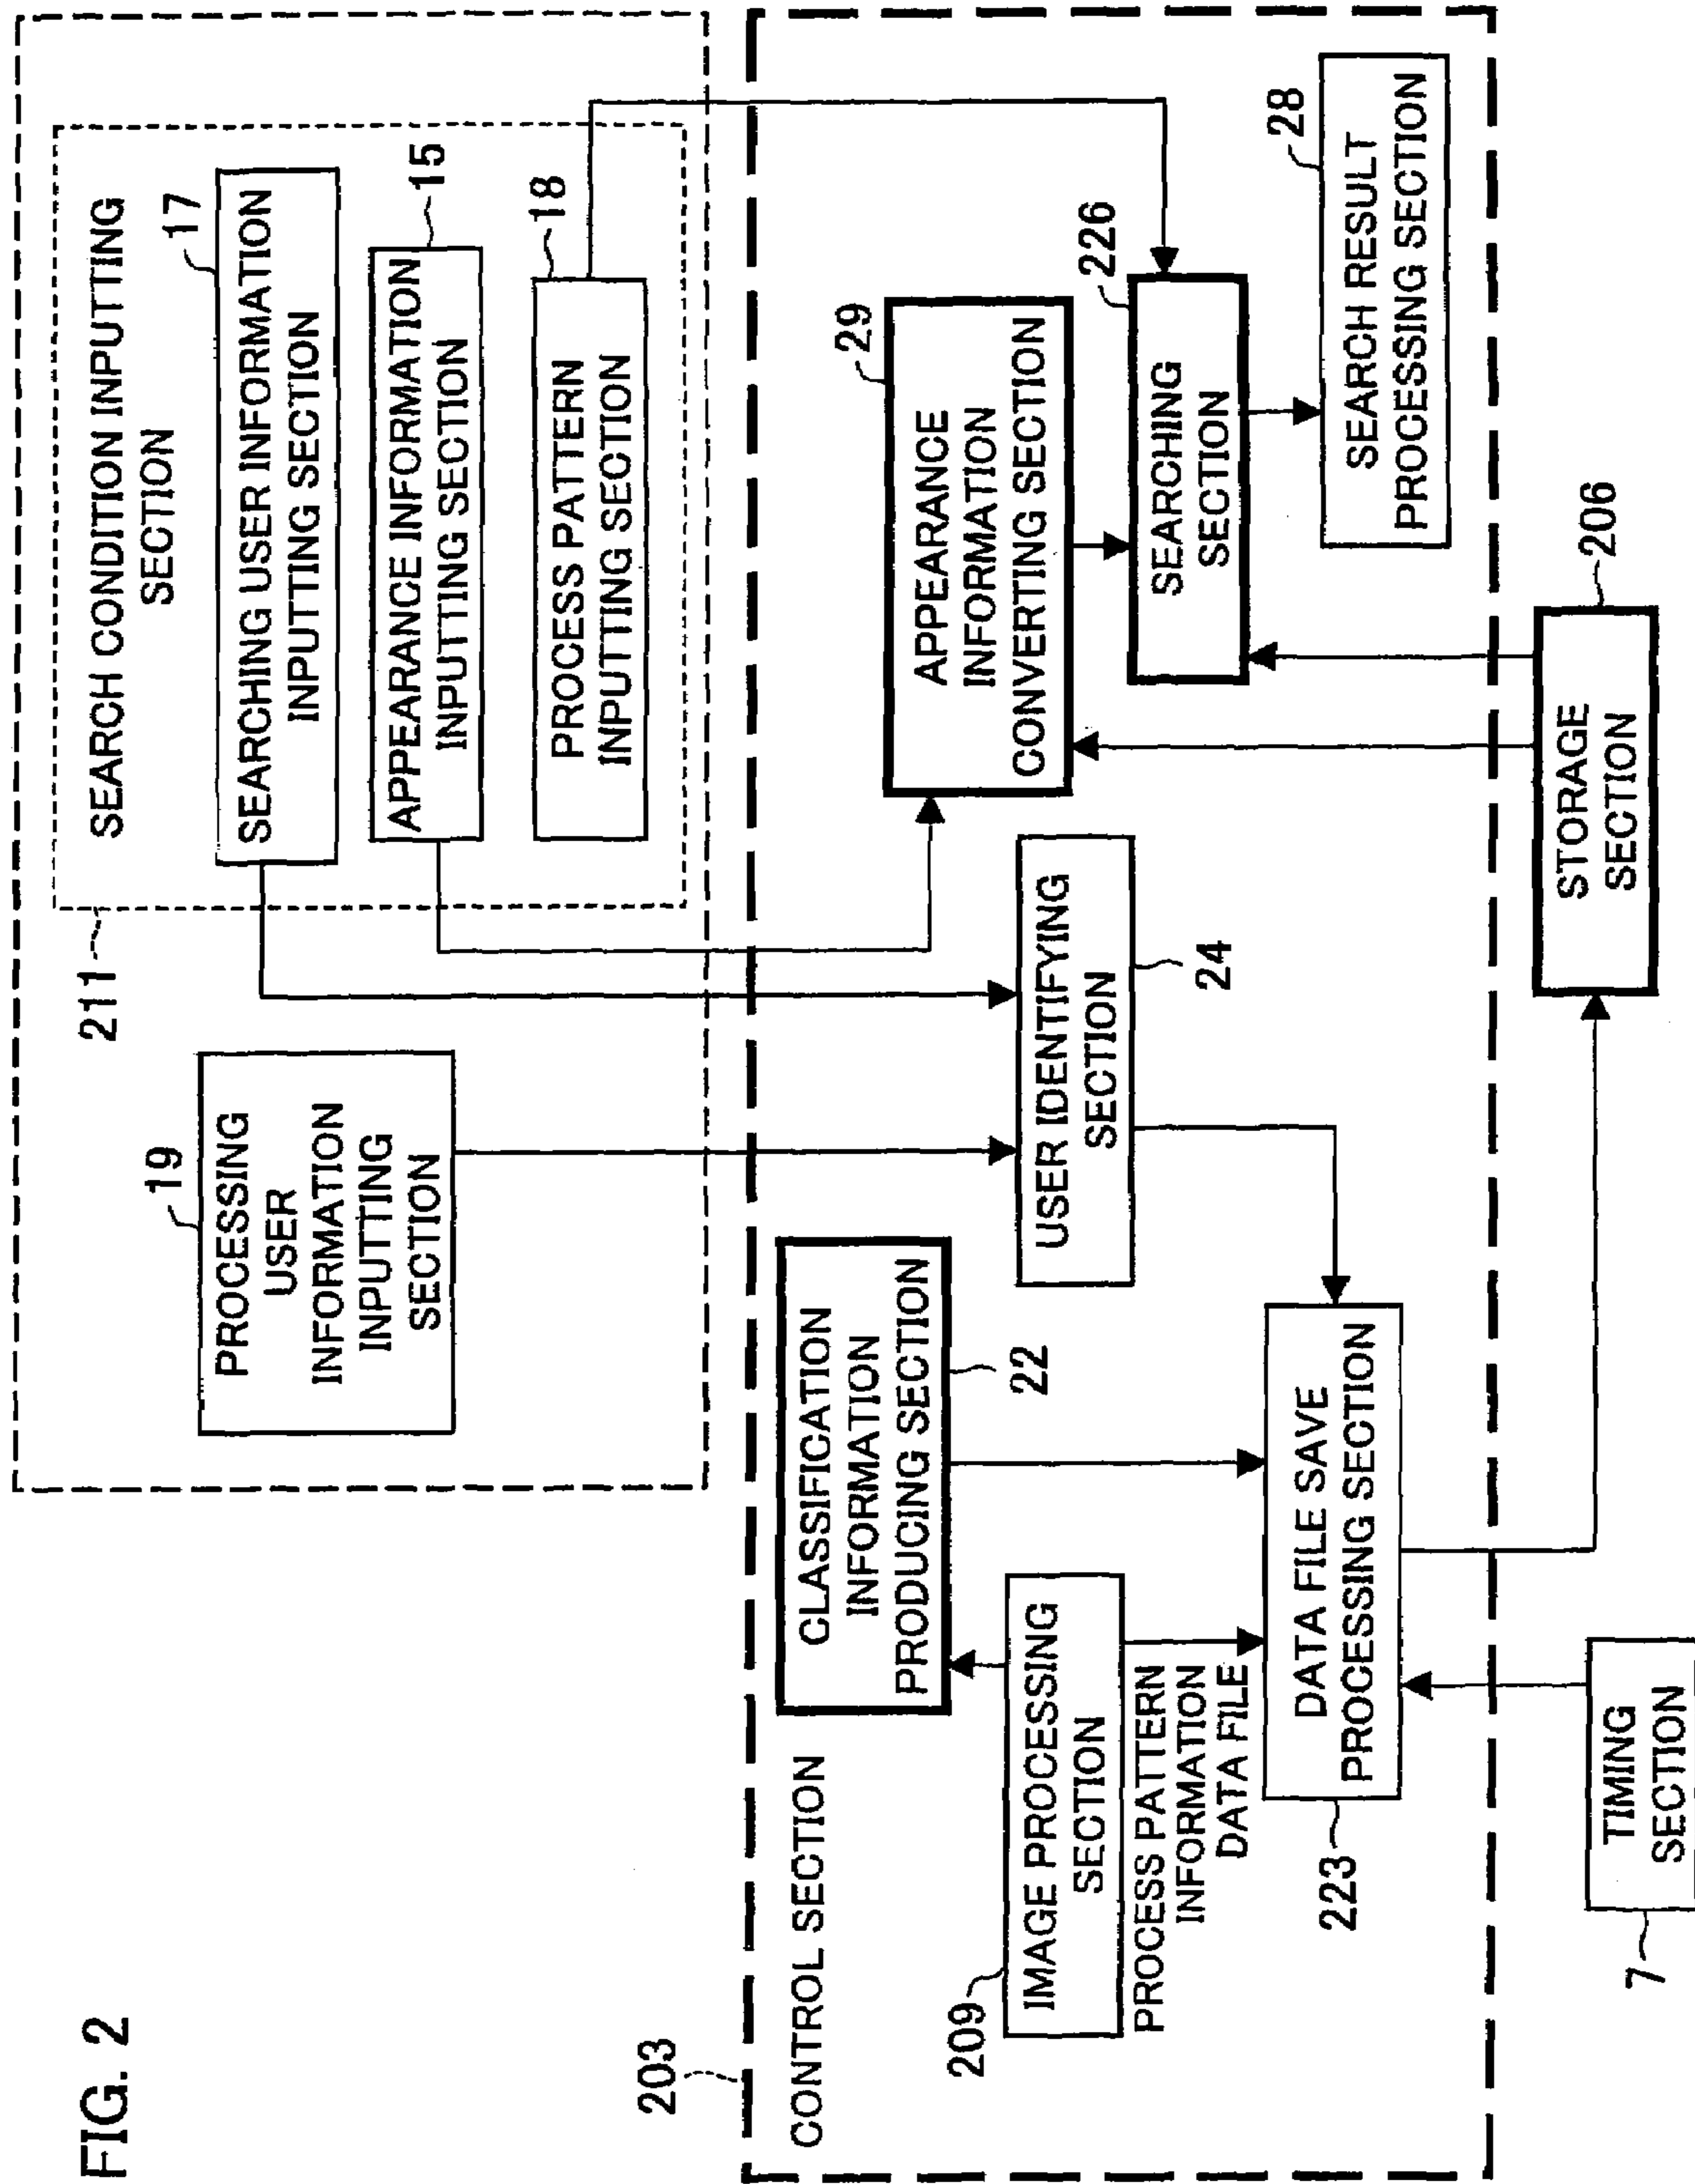 FIG. 2
211
SEARCH CONDITION INPUTTING
SECTION
19
PROCESSING
USER
INFORMATION
INPUTTING
SECTION
17
SEARCHING USER INFORMATION
INPUTTING SECTION
15
APPEARANCE INFORMATION
INPUTTING SECTION
18
PROCESS PATTERN
INPUTTING SECTION
203
CONTROL SECTION
CLASSIFICATION
INFORMATION
PRODUCING SECTION
22
29
APPEARANCE
INFORMATION
CONVERTING SECTION
209
IMAGE PROCESSING
SECTION
USER IDENTIFYING
SECTION
24
226
SEARCHING
SECTION
PROCESS PATTERN
INFORMATION
DATA FILE
223
DATA FILE SAVE
PROCESSING SECTION
28
SEARCH RESULT
PROCESSING SECTION
7
TIMING
SECTION
206
STORAGE
SECTION